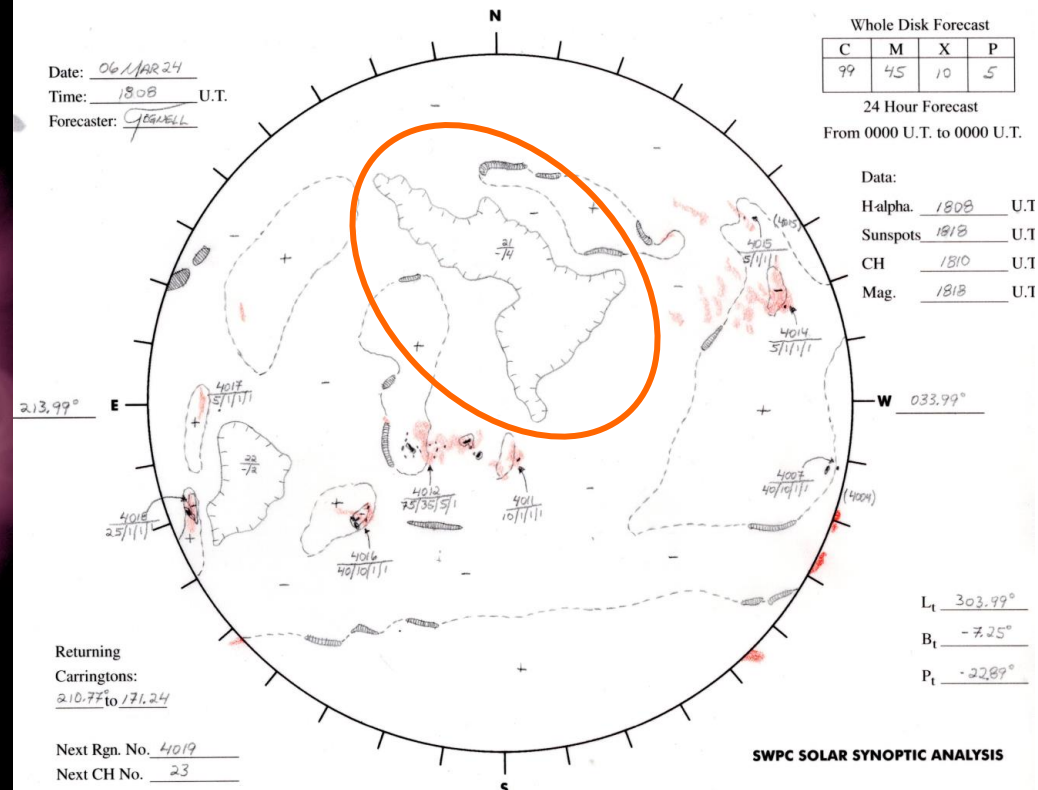 N
Date: 06 MAR 24
Time: 1808 U.T.
Forecaster:
Whole Disk Forecast
C M X P
99 45 10 5
24 Hour Forecast
From 0000 U.T. to 0000 U.T.
Data:
H-alpha. 1808 U.T
Sunspots 1818 U.T
CH 1810 U.T
Mag. 1818 U.T
21
-/4
(4005)
4015
5/1/1/1
4014
5/1/1/1
4017
5/1/1/1
213.99° E
W 033.99°
22
-/2
4018
25/1/1/1
4012
75/35/5/1
4011
10/1/1/1
4007
40/10/1/1
(4004)
4016
40/10/1/1
Lt 303.99°
Bt -7.25°
Pt -22.89°
Returning
Carringtons:
210.77° to 171.24
Next Rgn. No. 4019
Next CH No. 23
SWPC SOLAR SYNOPTIC ANALYSIS
S